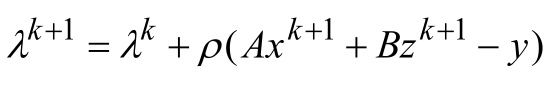 λ^{k+1} = λ^k + ρ(Ax^{k+1} + Bz^{k+1} − y)